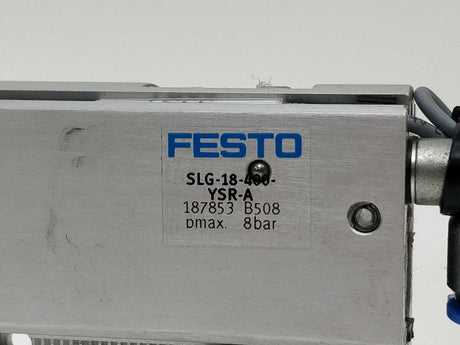 FESTO
SLG-18-400-
YSR-A
187853 B508
pmax. 8bar